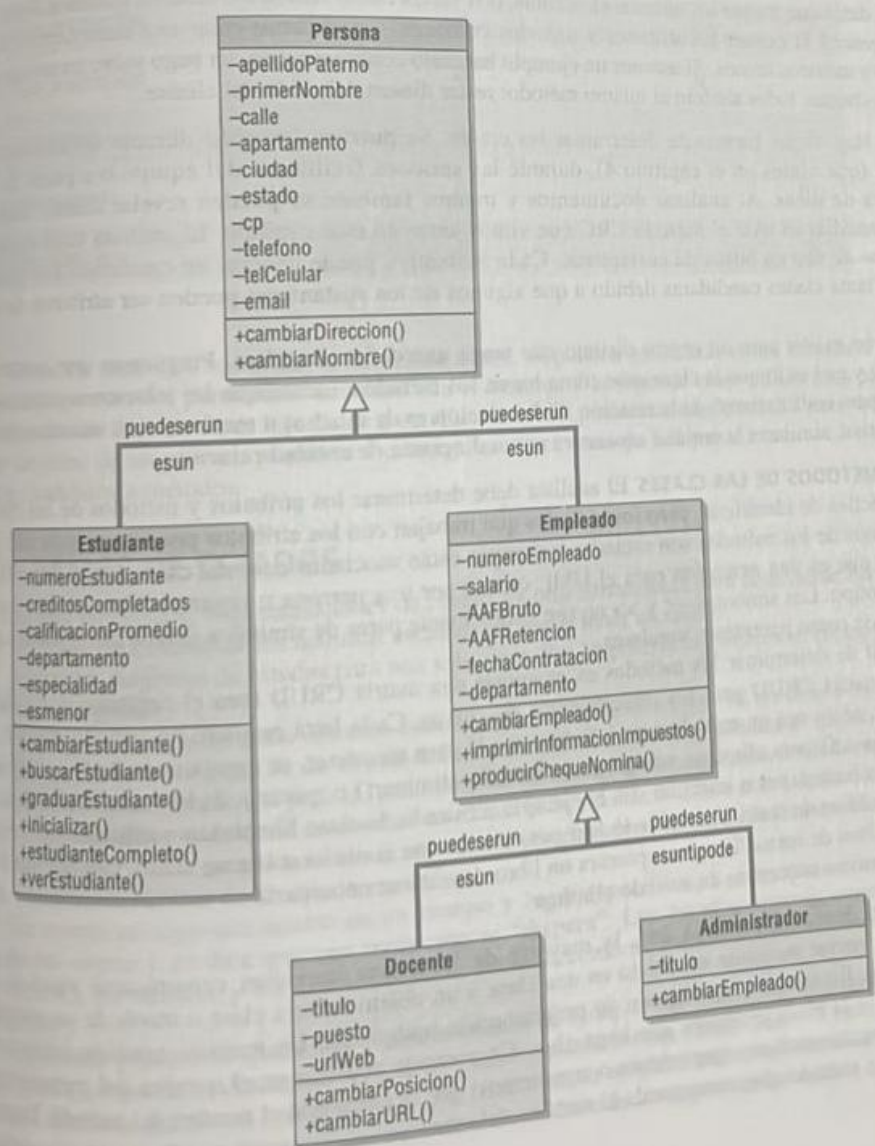 Persona
–apellidoPaterno
–primerNombre
–calle
–apartamento
–ciudad
–estado
–cp
–telefono
–telCelular
–email
+cambiarDireccion()
+cambiarNombre()
puedeserun
esun
puedeserun
esun
Estudiante
–numeroEstudiante
–creditosCompletados
–calificacionPromedio
–departamento
–especialidad
–esmenor
+cambiarEstudiante()
+buscarEstudiante()
+graduarEstudiante()
+inicializar()
+estudianteCompleto()
+verEstudiante()
Empleado
–numeroEmpleado
–salario
–AAFBruto
–AAFRetencion
–fechaContratacion
–departamento
+cambiarEmpleado()
+imprimirInformacionImpuestos()
+producirChequeNomina()
puedeserun
esun
puedeserun
esuntipode
Docente
–titulo
–puesto
–urlWeb
+cambiarPosicion()
+cambiarURL()
Administrador
–titulo
+cambiarEmpleado()